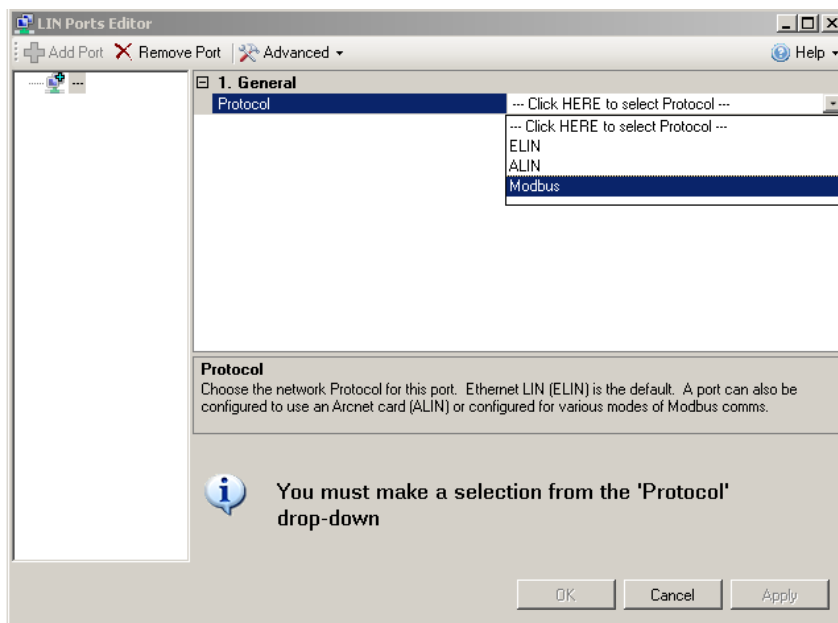 LIN Ports Editor
Add Port Remove Port Advanced Help
---
1. General
Protocol --- Click HERE to select Protocol ---
--- Click HERE to select Protocol ---
ELIN
ALIN
Modbus
Protocol
Choose the network Protocol for this port. Ethernet LIN (ELIN) is the default. A port can also be
configured to use an Arcnet card (ALIN) or configured for various modes of Modbus comms.
You must make a selection from the 'Protocol'
drop-down
OK Cancel Apply